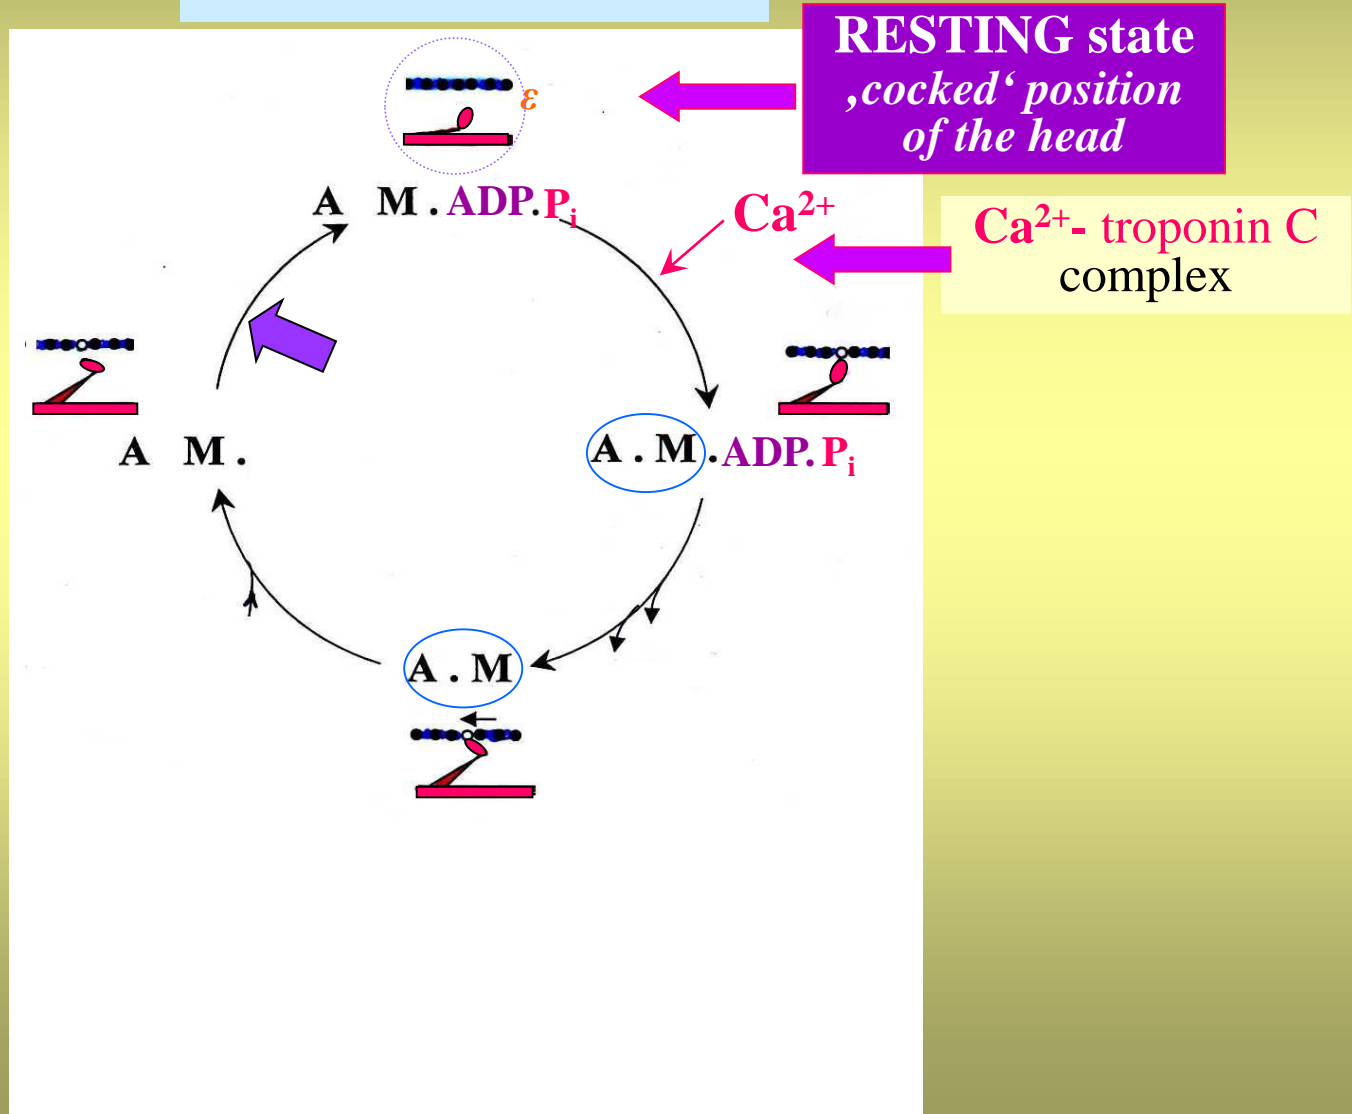 RESTING state
‚cocked‘ position
of the head
ε
A M . ADP. Pi
Ca²⁺
Ca²⁺- troponin C
complex
A M .
A . M . ADP. Pi
A . M